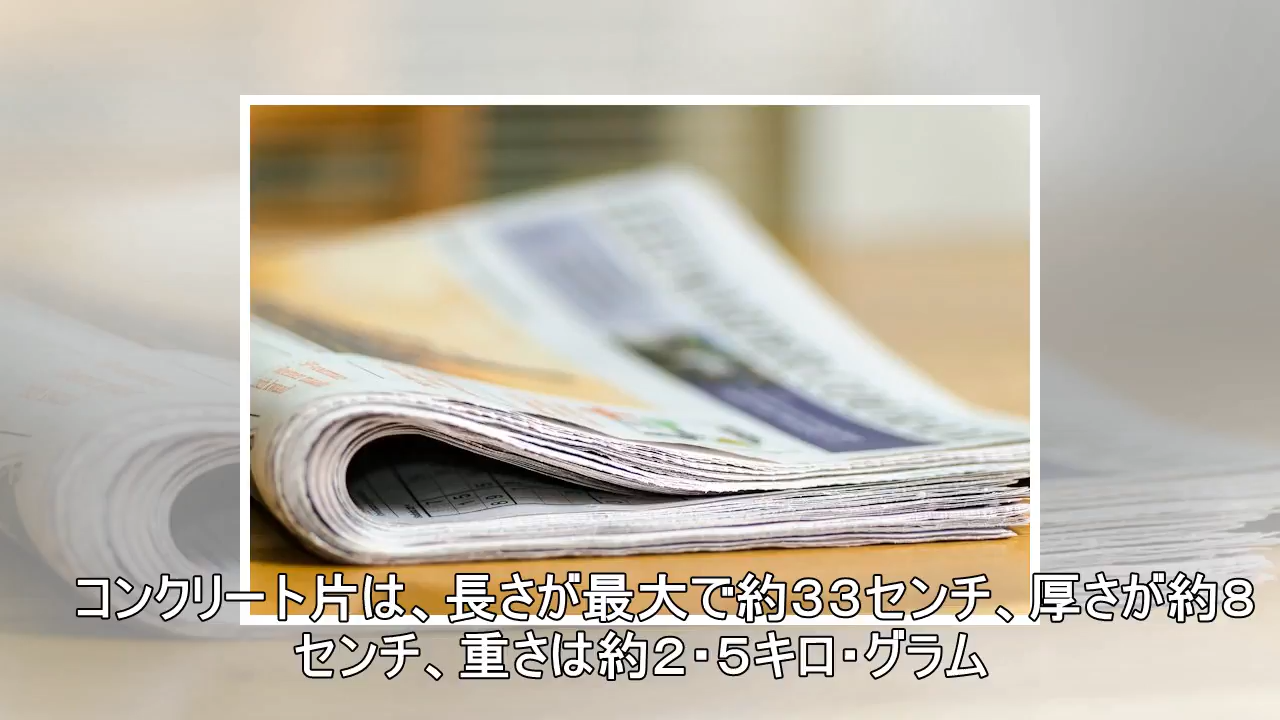 コンクリート片は、長さが最大で約３３センチ、厚さが約８
センチ、重さは約２・５キロ・グラム